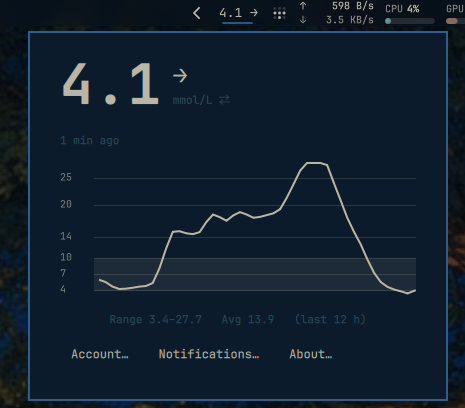 4.1 → ↑ 598 B/s CPU 4% GPU
↓ 3.5 KB/s
4.1 →
mmol/L ⇄
1 min ago
25
20
14
10
7
4
Range 3.4–27.7 Avg 13.9 (last 12 h)
Account… Notifications… About…